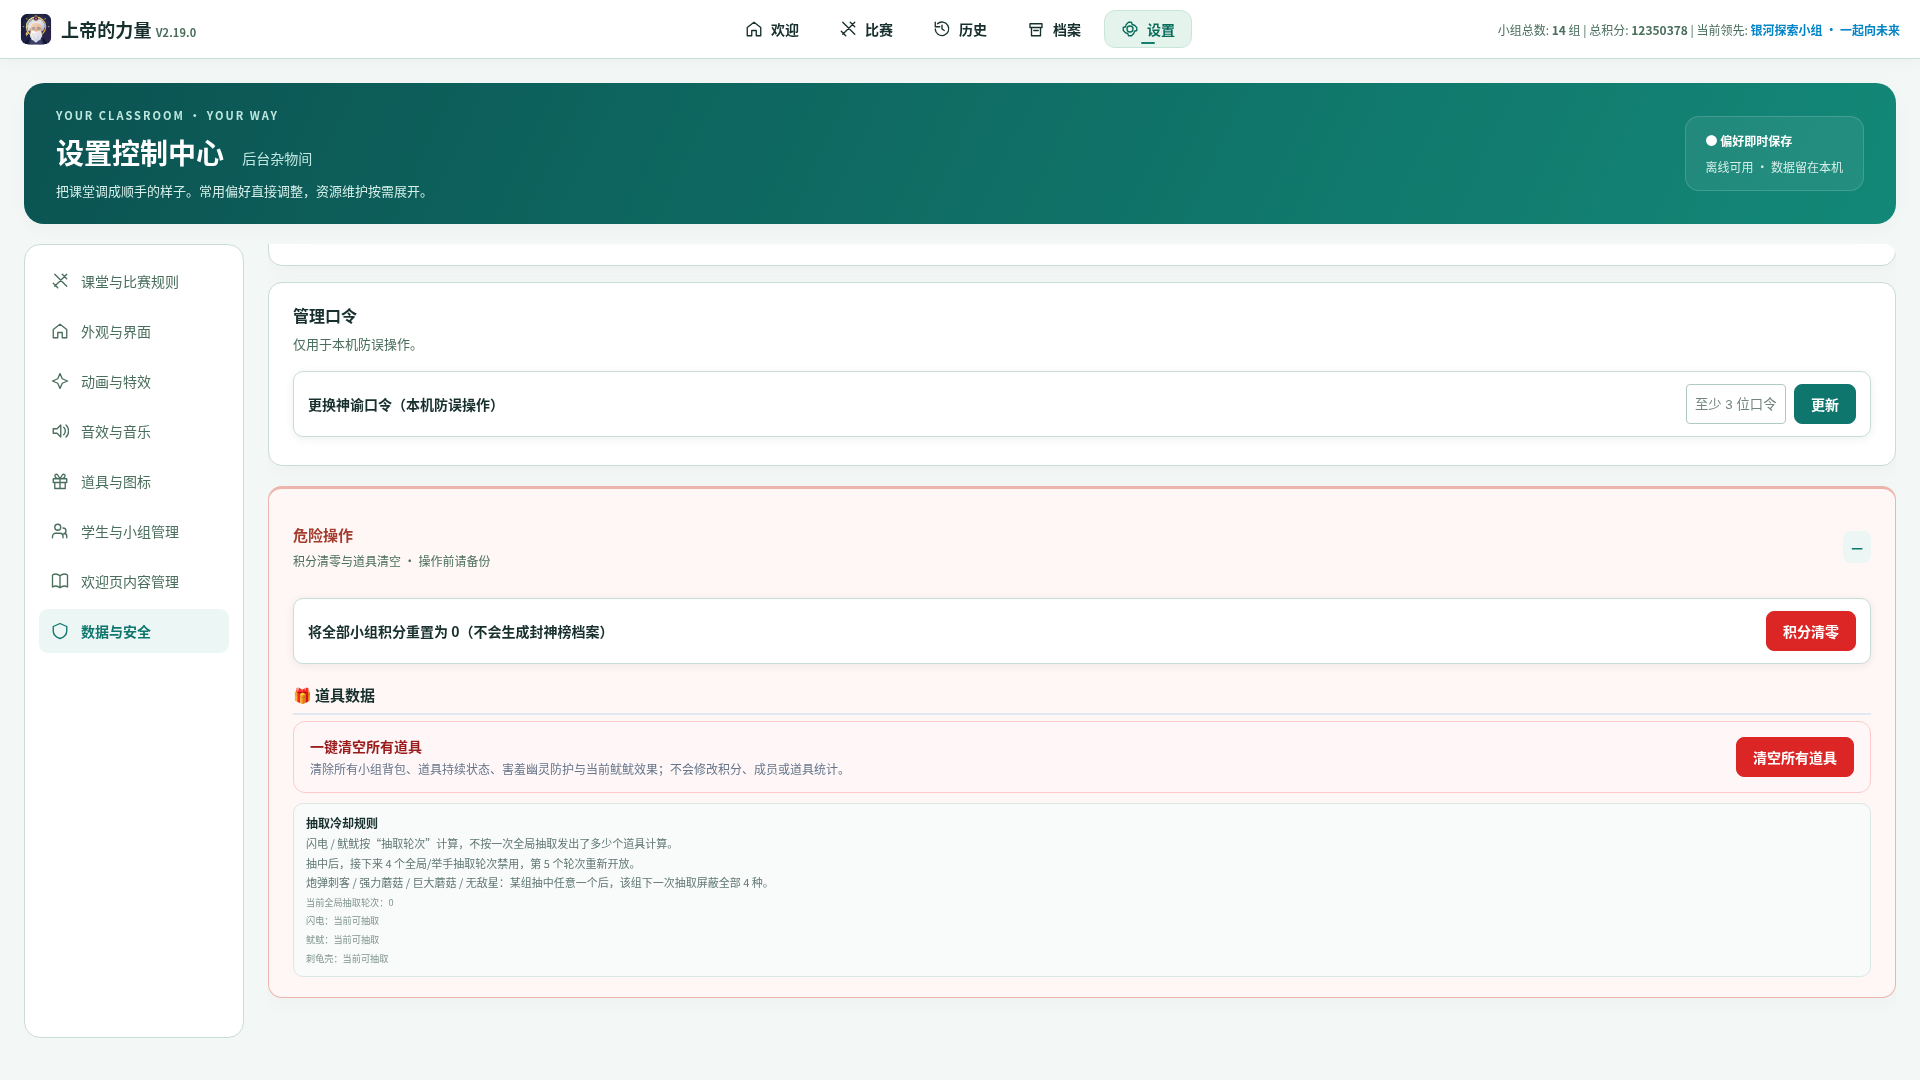 上帝的力量 V2.19.0
欢迎
比赛
历史
档案
设置
小组总数: 14 组 | 总积分: 12350378 | 当前领先: 银河探索小组 · 一起向未来
YOUR CLASSROOM · YOUR WAY
设置控制中心 后台杂物间
把课堂调成顺手的样子。常用偏好直接调整，资源维护按需展开。
偏好即时保存
离线可用 · 数据留在本机
课堂与比赛规则
外观与界面
动画与特效
音效与音乐
道具与图标
学生与小组管理
欢迎页内容管理
数据与安全
管理口令
仅用于本机防误操作。
更换神谕口令（本机防误操作）
至少 3 位口令
更新
危险操作
积分清零与道具清空 · 操作前请备份
将全部小组积分重置为 0（不会生成封神榜档案）
积分清零
🎁 道具数据
一键清空所有道具
清除所有小组背包、道具持续状态、害羞幽灵防护与当前鱿鱿效果；不会修改积分、成员或道具统计。
清空所有道具
抽取冷却规则
闪电 / 鱿鱿按“抽取轮次”计算，不按一次全局抽取发出了多少个道具计算。
抽中后，接下来 4 个全局/举手抽取轮次禁用，第 5 个轮次重新开放。
炮弹刺客 / 强力蘑菇 / 巨大蘑菇 / 无敌星：某组抽中任意一个后，该组下一次抽取屏蔽全部 4 种。
当前全局抽取轮次：0
闪电：当前可抽取
鱿鱿：当前可抽取
刺龟壳：当前可抽取